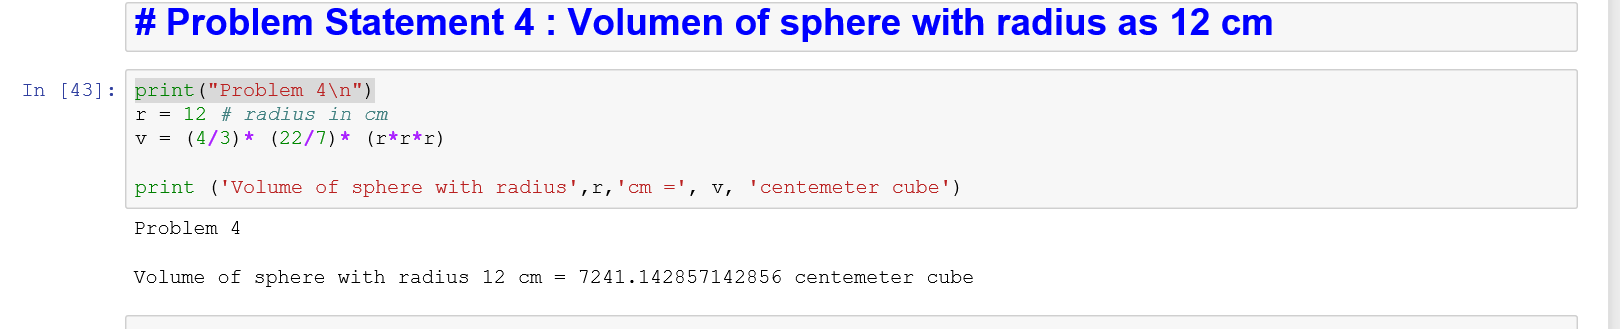 # Problem Statement 4 : Volumen of sphere with radius as 12 cm
In [43]: print("Problem 4\n")
r = 12 # radius in cm
v = (4/3)* (22/7)* (r*r*r)
print ('Volume of sphere with radius',r,'cm =', v, 'centemeter cube')
Problem 4
Volume of sphere with radius 12 cm = 7241.142857142856 centemeter cube